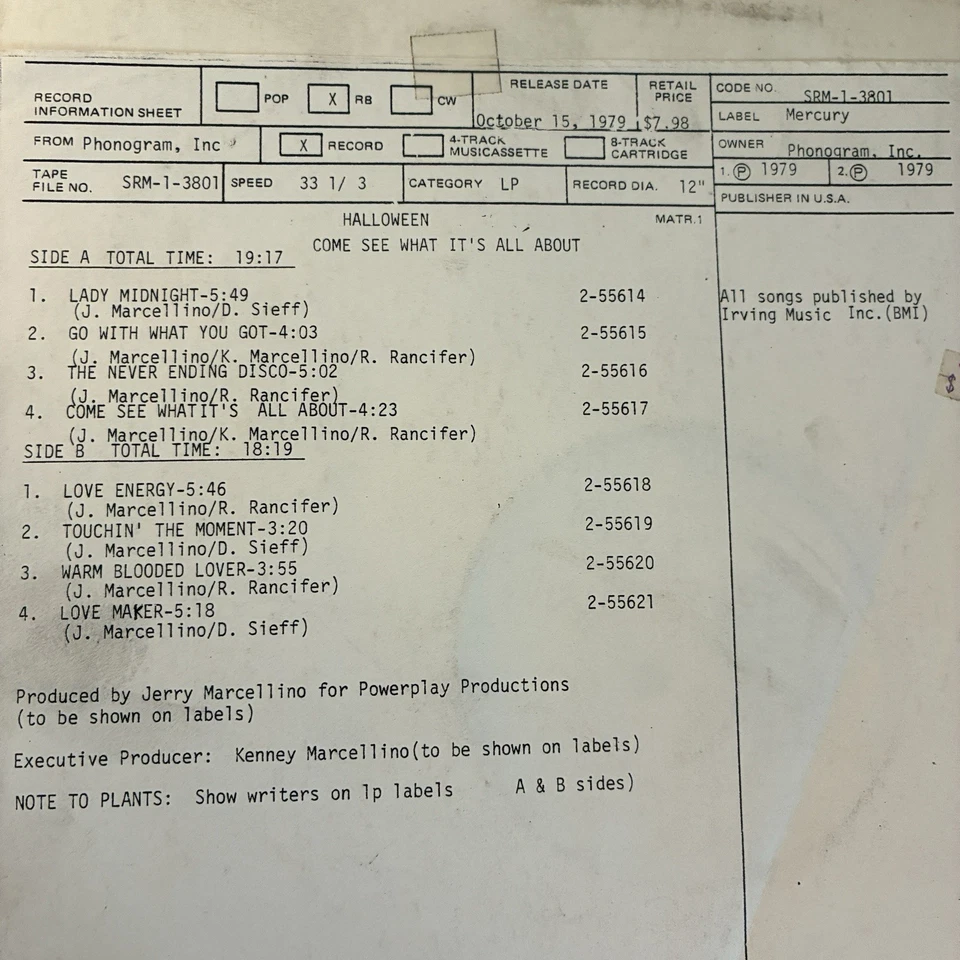 RECORD INFORMATION SHEET
POP
X RB
CW
RELEASE DATE
October 15, 1979
RETAIL PRICE
$7.98
CODE NO. SRM-1-3801
LABEL Mercury
FROM Phonogram, Inc
X RECORD
4-TRACK MUSICASSETTE
8-TRACK CARTRIDGE
OWNER Phonogram, Inc.
TAPE FILE NO. SRM-1-3801
SPEED 33 1/ 3
CATEGORY LP
RECORD DIA. 12"
1. Ⓟ 1979
2. Ⓟ 1979
PUBLISHER IN U.S.A.
HALLOWEEN
MATR.1
COME SEE WHAT IT'S ALL ABOUT
SIDE A TOTAL TIME: 19:17
1. LADY MIDNIGHT-5:49 2-55614
(J. Marcellino/D. Sieff)
All songs published by
Irving Music Inc.(BMI)
2. GO WITH WHAT YOU GOT-4:03 2-55615
(J. Marcellino/K. Marcellino/R. Rancifer)
3. THE NEVER ENDING DISCO-5:02 2-55616
(J. Marcellino/R. Rancifer)
4. COME SEE WHATIT'S ALL ABOUT-4:23 2-55617
(J. Marcellino/K. Marcellino/R. Rancifer)
SIDE B TOTAL TIME: 18:19
1. LOVE ENERGY-5:46 2-55618
(J. Marcellino/R. Rancifer)
2. TOUCHIN' THE MOMENT-3:20 2-55619
(J. Marcellino/D. Sieff)
3. WARM BLOODED LOVER-3:55 2-55620
(J. Marcellino/R. Rancifer)
4. LOVE MAKER-5:18 2-55621
(J. Marcellino/D. Sieff)
Produced by Jerry Marcellino for Powerplay Productions
(to be shown on labels)
Executive Producer: Kenney Marcellino(to be shown on labels)
NOTE TO PLANTS: Show writers on lp labels A & B sides)
$